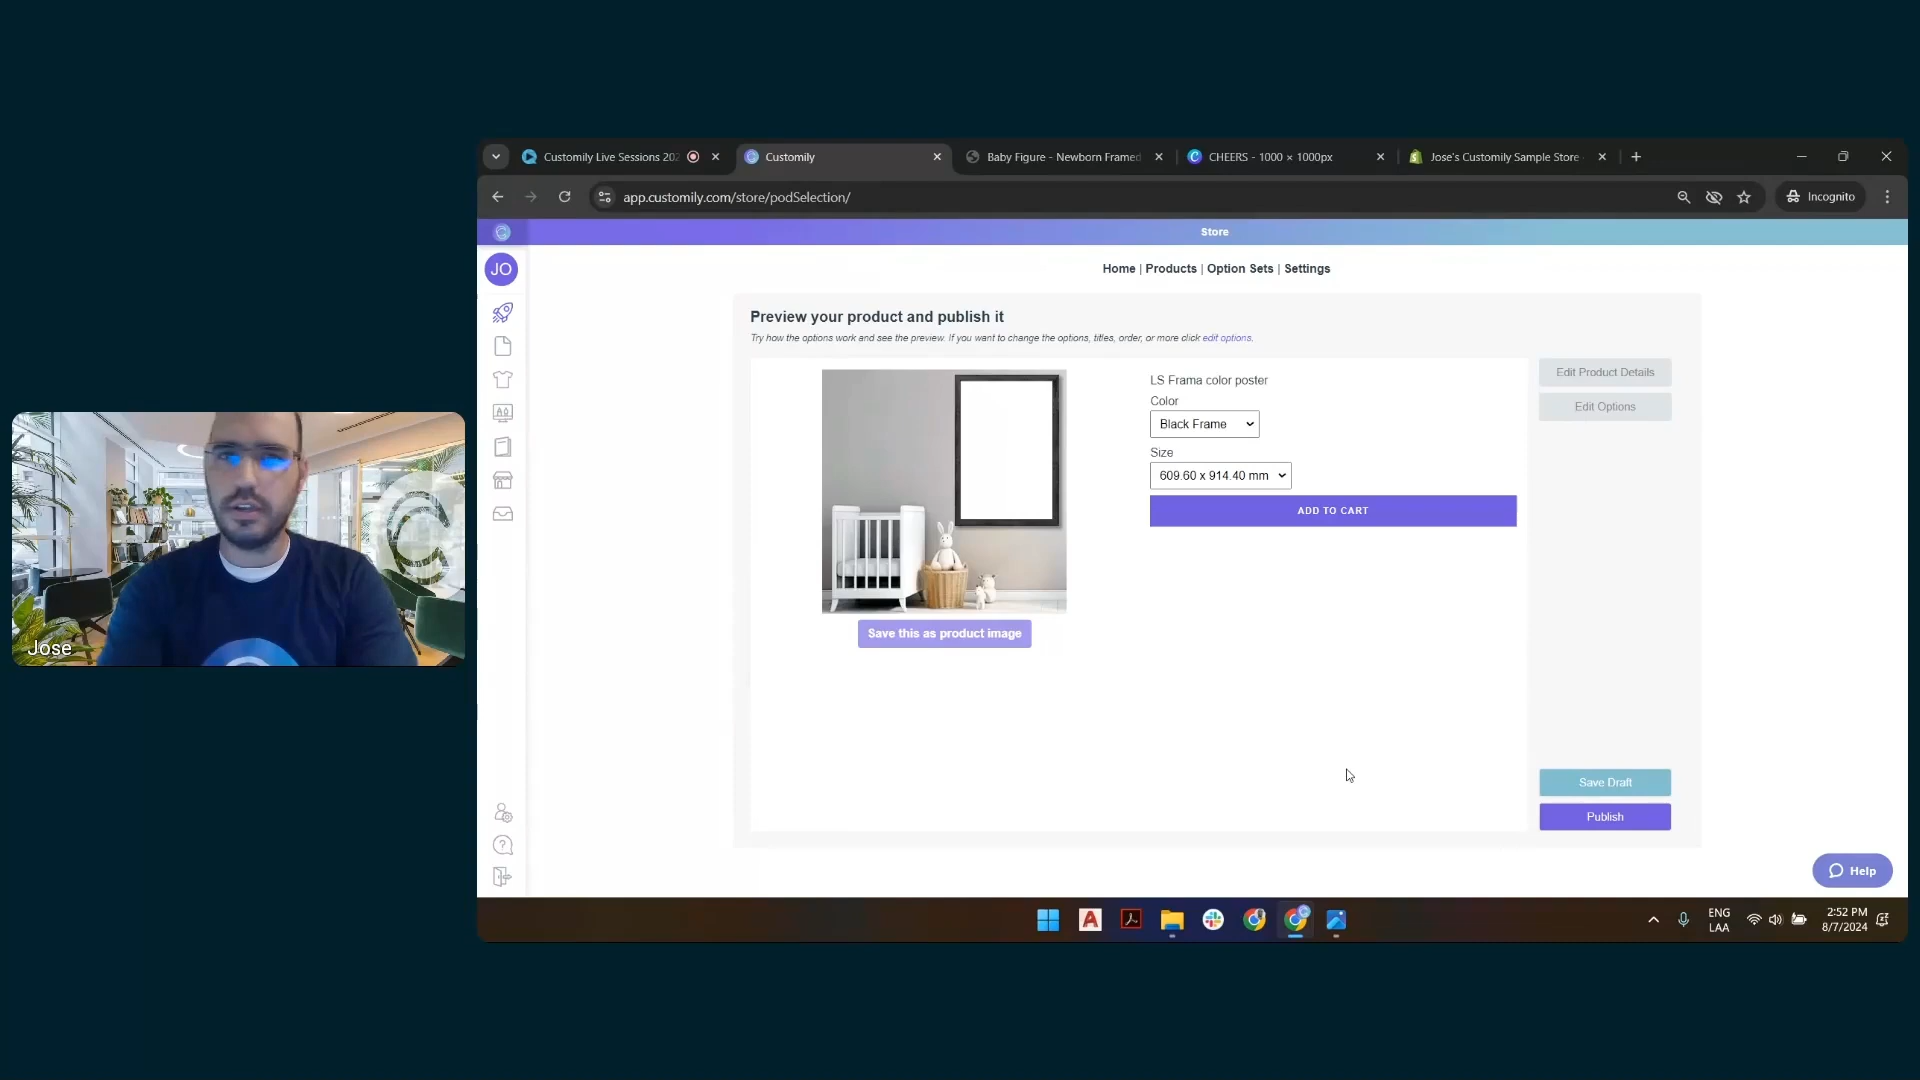 Customily Live Sessions 202
Customily
Baby Figure - Newborn Framed
CHEERS - 1000 × 1000px
Jose's Customily Sample Store
app.customily.com/store/podSelection/
Incognito
Store
JO
Home | Products | Option Sets | Settings
Preview your product and publish it
Try how the options work and see the preview. If you want to change the options, titles, order, or more click edit options.
LS Frama color poster
Color
Black Frame
Size
609.60 x 914.40 mm
ADD TO CART
Save this as product image
Edit Product Details
Edit Options
Save Draft
Publish
Help
Jose
ENG
LAA
2:52 PM
8/7/2024